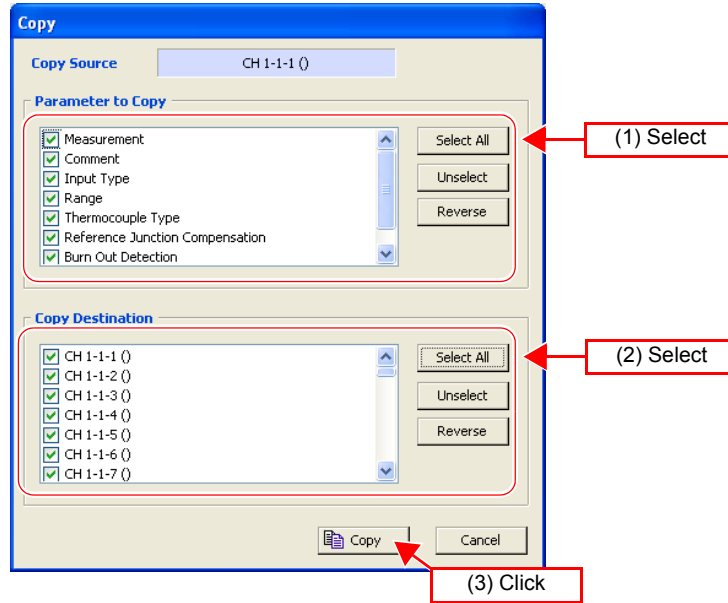 Copy
Copy Source CH 1-1-1 ()
Parameter to Copy
Measurement
Comment
Input Type
Range
Thermocouple Type
Reference Junction Compensation
Burn Out Detection
Select All
Unselect
Reverse
(1) Select
Copy Destination
CH 1-1-1 ()
CH 1-1-2 ()
CH 1-1-3 ()
CH 1-1-4 ()
CH 1-1-5 ()
CH 1-1-6 ()
CH 1-1-7 ()
Select All
Unselect
Reverse
(2) Select
Copy Cancel
(3) Click